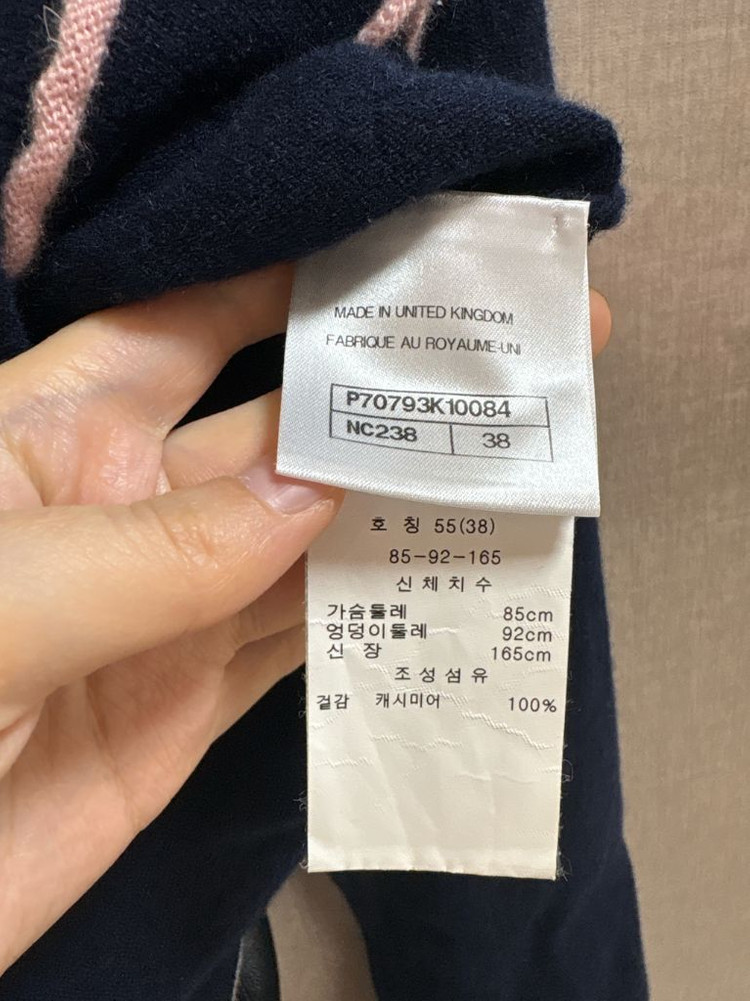 MADE IN UNITED KINGDOM
FABRIQUE AU ROYAUME-UNI
P70793K10084
NC238 38
호 칭 55(38)
85-92-165
신 체 치 수
가슴둘레 85cm
엉덩이둘레 92cm
신 장 165cm
조 성 섬 유
겉감 캐시미어 100%